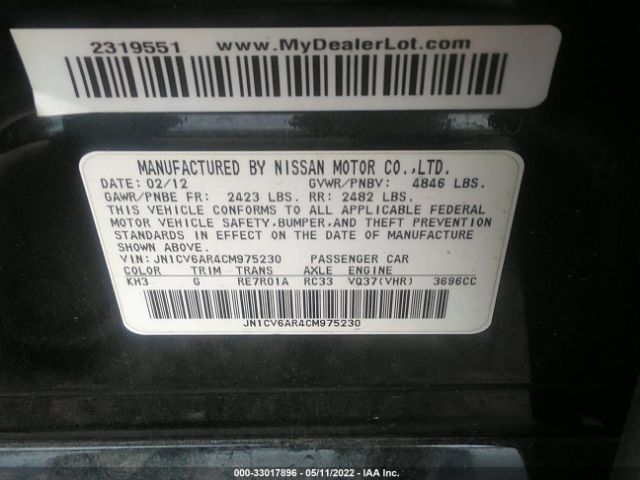 2319551 www.MyDealerLot.com
MANUFACTURED BY NISSAN MOTOR CO.,LTD.
DATE: 02/12 GVWR/PNBV: 4846 LBS.
GAWR/PNBE FR: 2423 LBS. RR: 2482 LBS.
THIS VEHICLE CONFORMS TO ALL APPLICABLE FEDERAL
MOTOR VEHICLE SAFETY,BUMPER,AND THEFT PREVENTION
STANDARDS IN EFFECT ON THE DATE OF MANUFACTURE
SHOWN ABOVE.
VIN: JN1CV6AR4CM975230 PASSENGER CAR
COLOR TRIM TRANS AXLE ENGINE
KH3 G RE7R01A RC33 VQ37(VHR) 3696CC
JN1CV6AR4CM975230
000-33017896 - 05/11/2022 - IAA Inc.